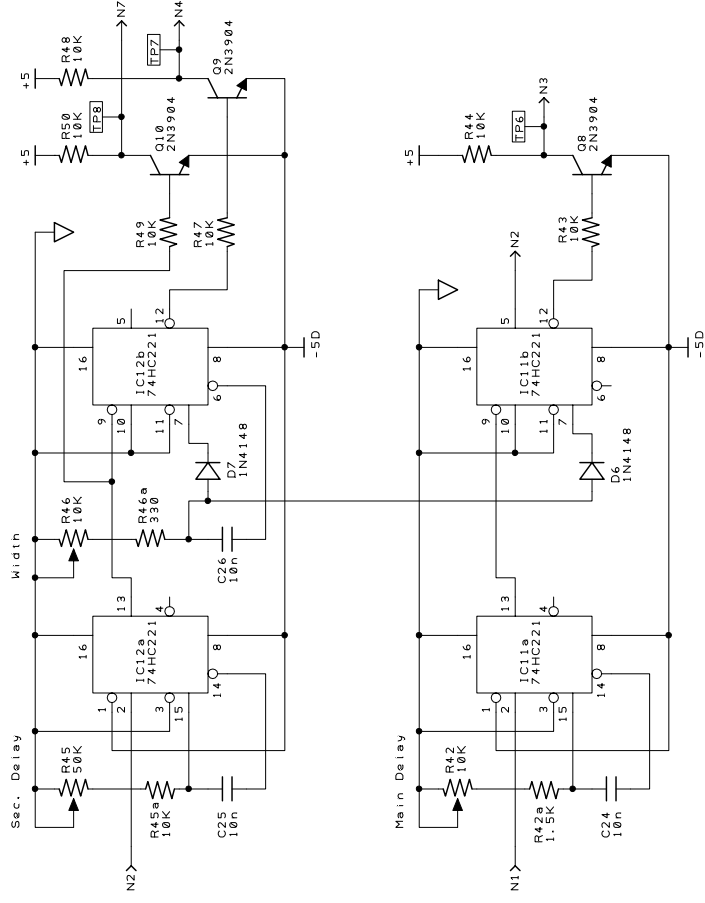 Sec. Delay
Width
R45
50K
R46
10K
+5
+5
R48
10K
R50
10K
TP8
N7
N2
1
2
3
15
14
16
13
4
8
IC12a
74HC221
R45a
10K
C25
10n
R46a
330
C26
10n
D7
1N4148
9
10
11
7
6
16
5
12
8
IC12b
74HC221
R49
10K
R47
10K
Q10
2N3904
TP7
N4
Q9
2N3904
-5D
Main Delay
R42
10K
N1
R42a
1.5K
C24
10n
1
2
3
15
14
16
13
4
8
IC11a
74HC221
D6
1N4148
9
10
11
7
6
16
5
12
8
IC11b
74HC221
N2
R43
10K
+5
R44
10K
TP6
N3
Q8
2N3904
-5D